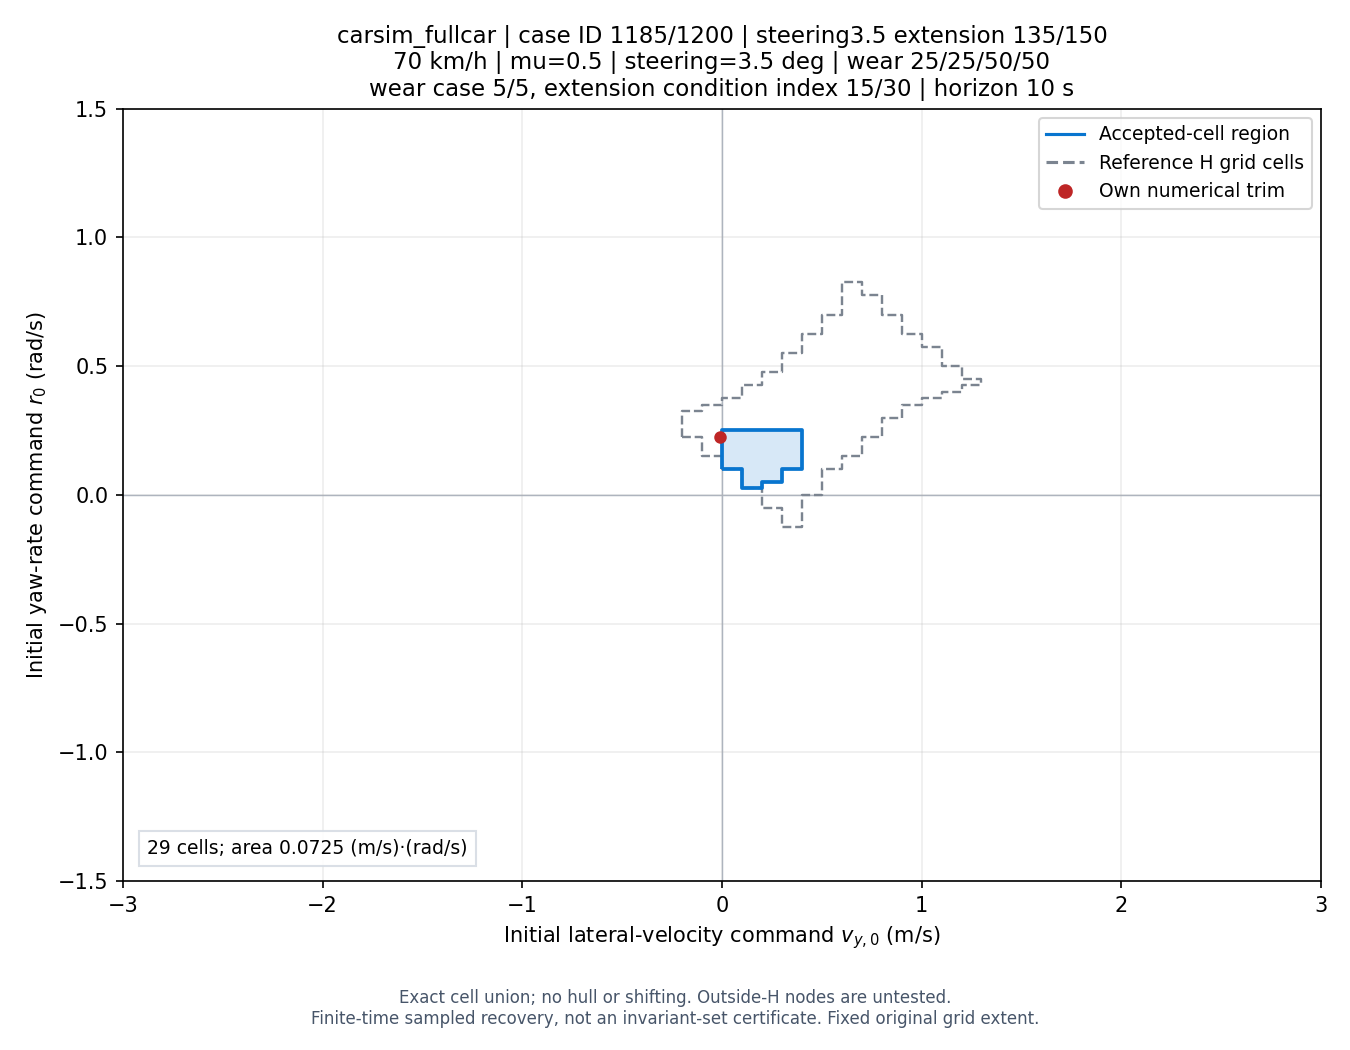 carsim_fullcar | case ID 1185/1200 | steering3.5 extension 135/150
70 km/h | mu=0.5 | steering=3.5 deg | wear 25/25/50/50
wear case 5/5, extension condition index 15/30 | horizon 10 s
Accepted-cell region
Reference H grid cells
Own numerical trim
1.5
1.0
0.5
0.0
−0.5
−1.0
−1.5
Initial yaw-rate command r₀ (rad/s)
29 cells; area 0.0725 (m/s)·(rad/s)
−3
−2
−1
0
1
2
3
Initial lateral-velocity command v_{y,0} (m/s)
Exact cell union; no hull or shifting. Outside-H nodes are untested.
Finite-time sampled recovery, not an invariant-set certificate. Fixed original grid extent.